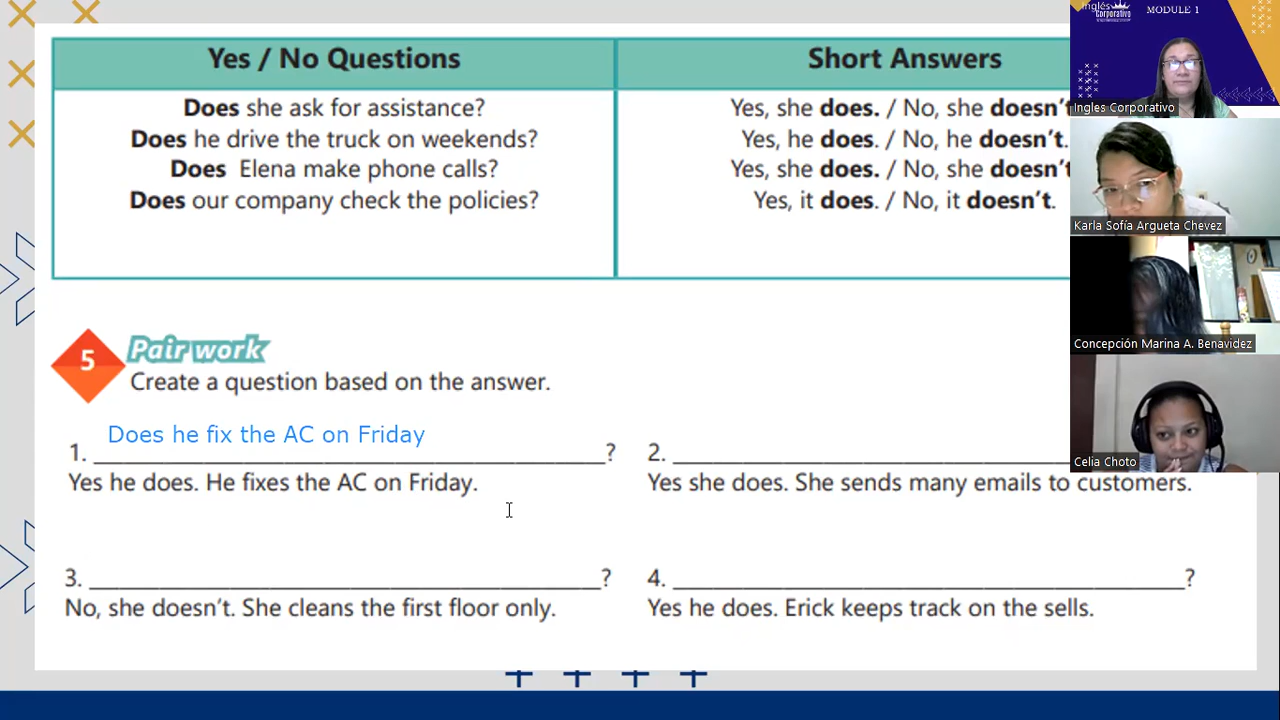 Yes / No Questions
Short Answers
Does she ask for assistance?
Yes, she does. / No, she doesn't
Does he drive the truck on weekends?
Yes, he does. / No, he doesn't.
Does Elena make phone calls?
Yes, she does. / No, she doesn't
Does our company check the policies?
Yes, it does. / No, it doesn't.
5
Pair work
Create a question based on the answer.
Does he fix the AC on Friday
1. ?
Yes he does. He fixes the AC on Friday.
2.
Yes she does. She sends many emails to customers.
3. ?
No, she doesn't. She cleans the first floor only.
4. ?
Yes he does. Erick keeps track on the sells.
Inglés
Corporativo
MODULE 1
Ingles Corporativo
Karla Sofía Argueta Chevez
Concepción Marina A. Benavidez
Celia Choto